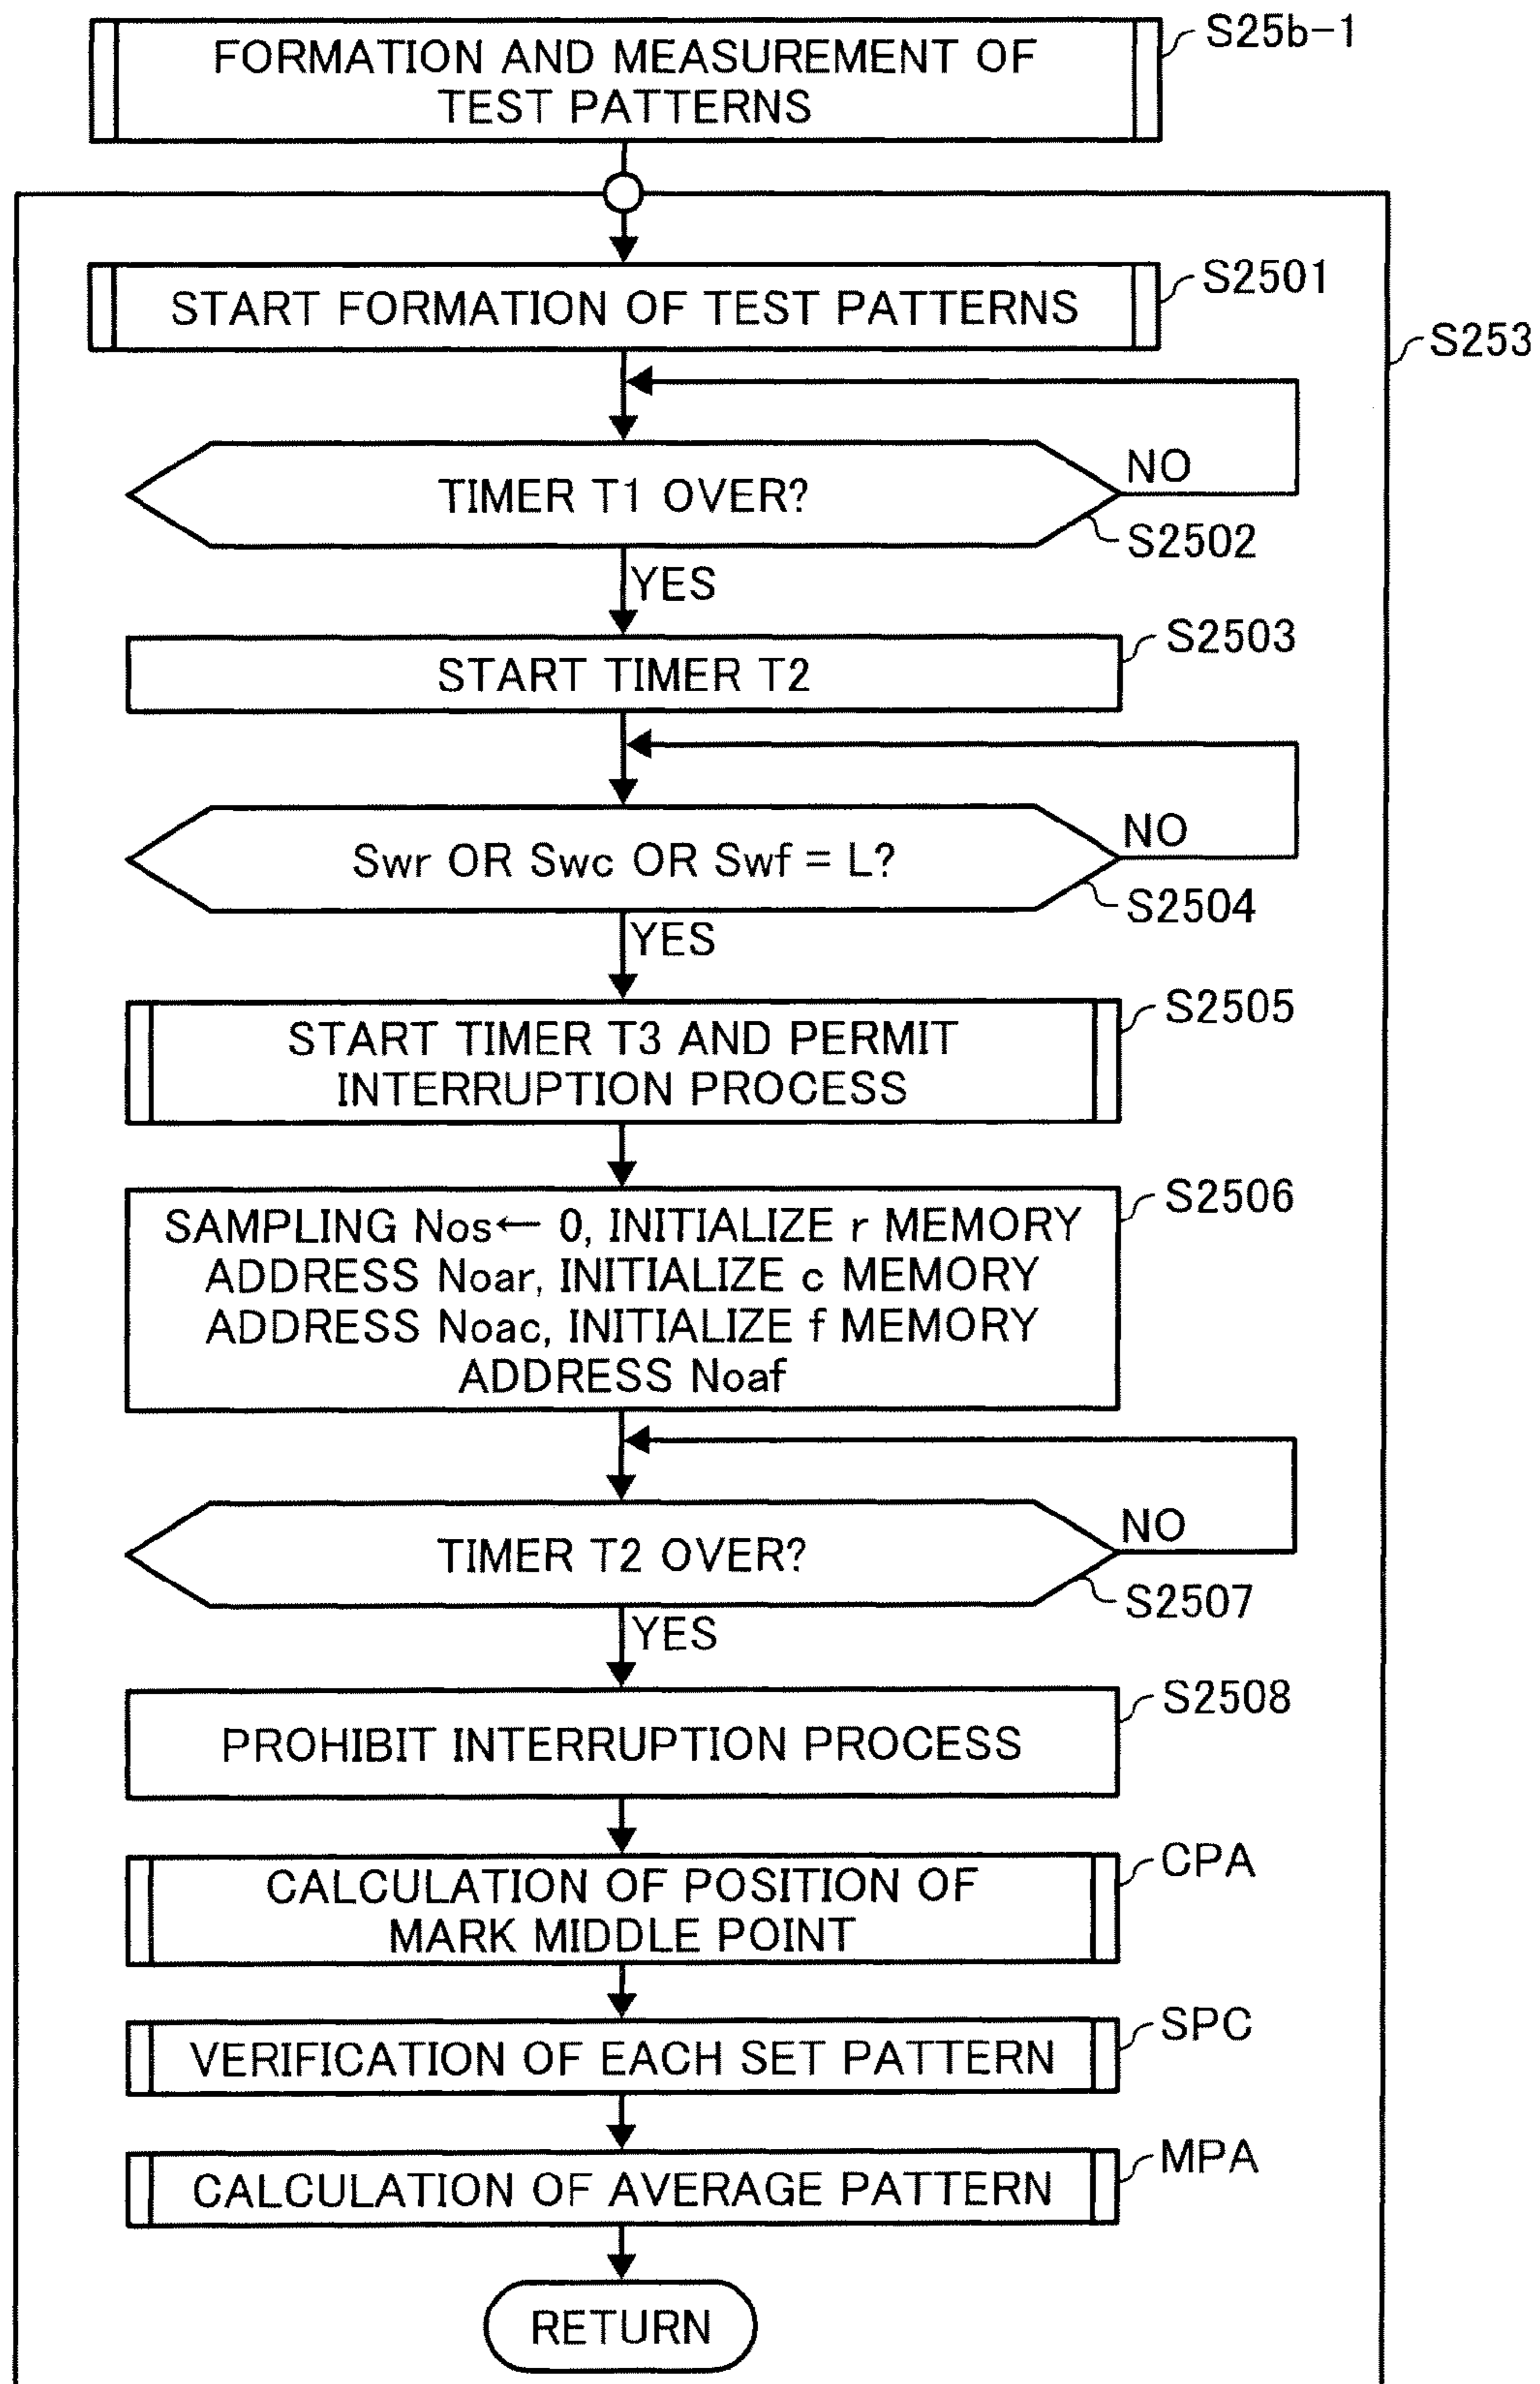 FORMATION AND MEASUREMENT OF
TEST PATTERNS
S25b-1
START FORMATION OF TEST PATTERNS
S2501
S253
TIMER T1 OVER?
NO
S2502
YES
START TIMER T2
S2503
Swr OR Swc OR Swf = L?
NO
S2504
YES
START TIMER T3 AND PERMIT
INTERRUPTION PROCESS
S2505
SAMPLING Nos← 0, INITIALIZE r MEMORY
ADDRESS Noar, INITIALIZE c MEMORY
ADDRESS Noac, INITIALIZE f MEMORY
ADDRESS Noaf
S2506
TIMER T2 OVER?
NO
S2507
YES
PROHIBIT INTERRUPTION PROCESS
S2508
CALCULATION OF POSITION OF
MARK MIDDLE POINT
CPA
VERIFICATION OF EACH SET PATTERN
SPC
CALCULATION OF AVERAGE PATTERN
MPA
RETURN